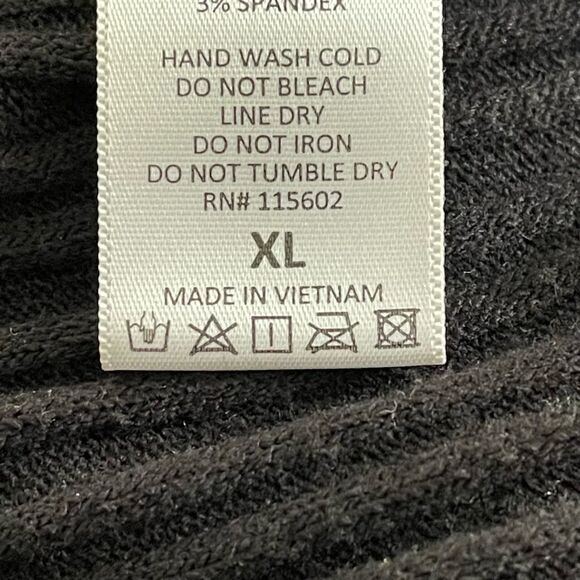 3% SPANDEX
HAND WASH COLD
DO NOT BLEACH
LINE DRY
DO NOT IRON
DO NOT TUMBLE DRY
RN# 115602
XL
MADE IN VIETNAM